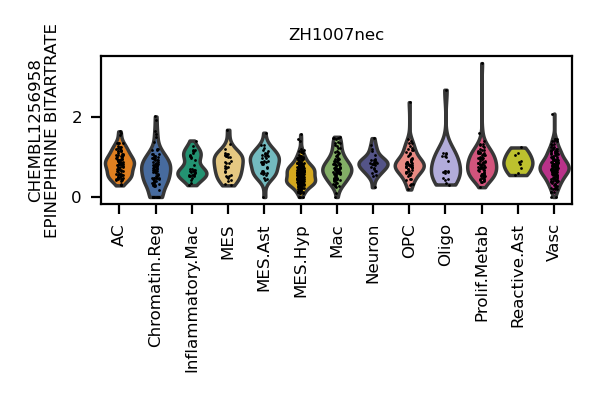 ZH1007nec
CHEMBL1256958
EPINEPHRINE BITARTRATE
2
0
AC
Chromatin.Reg
Inflammatory.Mac
MES
MES.Ast
MES.Hyp
Mac
Neuron
OPC
Oligo
Prolif.Metab
Reactive.Ast
Vasc